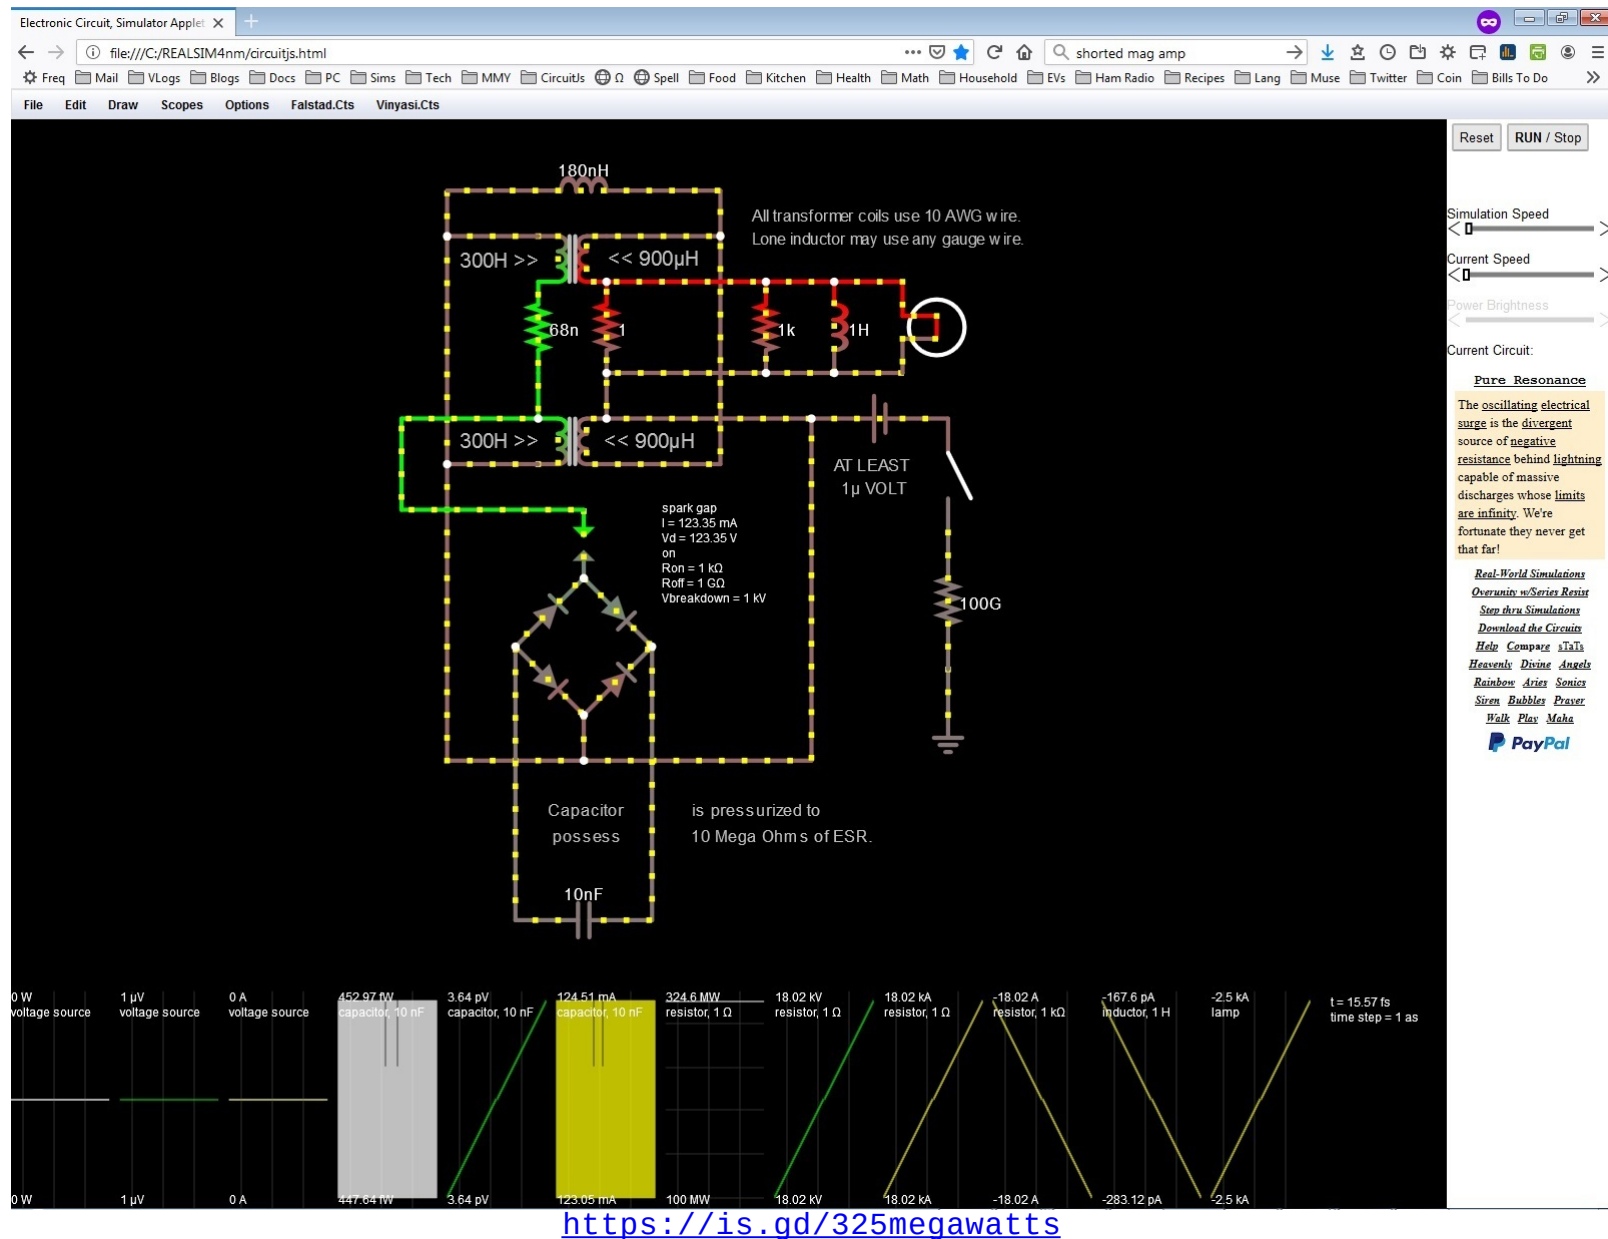 Electronic Circuit, Simulator Applet
file:///C:/REALSIM4nm/circuitjs.html
shorted mag amp
Freq Mail VLogs Blogs Docs PC Sims Tech MMY CircuitJs Ω Spell Food Kitchen Health Math Household EVs Ham Radio Recipes Lang Muse Twitter Coin Bills To Do
File Edit Draw Scopes Options Falstad.Cts Vinyasi.Cts
Reset RUN / Stop
Simulation Speed
Current Speed
Power Brightness
Current Circuit:
Pure Resonance
The oscillating electrical
surge is the divergent
source of negative
resistance behind lightning
capable of massive
discharges whose limits
are infinity. We're
fortunate they never get
that far!
Real-World Simulations
Overunity w/Series Resist
Step thru Simulations
Download the Circuits
Help Compare sTaTs
Heavenly Divine Angels
Rainbow Aries Sonics
Siren Bubbles Prayer
Walk Play Maha
PayPal
180nH
All transformer coils use 10 AWG wire.
Lone inductor may use any gauge wire.
300H >> << 900µH
68n 1 1k 1H
300H >> << 900µH
AT LEAST
1µ VOLT
spark gap
I = 123.35 mA
Vd = 123.35 V
on
Ron = 1 kΩ
Roff = 1 GΩ
Vbreakdown = 1 kV
100G
Capacitor is pressurized to
possess 10 Mega Ohms of ESR.
10nF
0 W 1 µV 0 A 452.97 fW 3.64 pV 124.51 mA 324.6 MW 18.02 kV 18.02 kA -18.02 A -167.6 pA -2.5 kA t = 15.57 fs
voltage source voltage source voltage source capacitor, 10 nF capacitor, 10 nF capacitor, 10 nF resistor, 1 Ω resistor, 1 Ω resistor, 1 Ω resistor, 1 kΩ inductor, 1 H lamp time step = 1 as
0 W 1 µV 0 A 447.64 fW 3.64 pV 123.05 mA 100 MW 18.02 kV 18.02 kA -18.02 A -283.12 pA -2.5 kA
https://is.gd/325megawatts